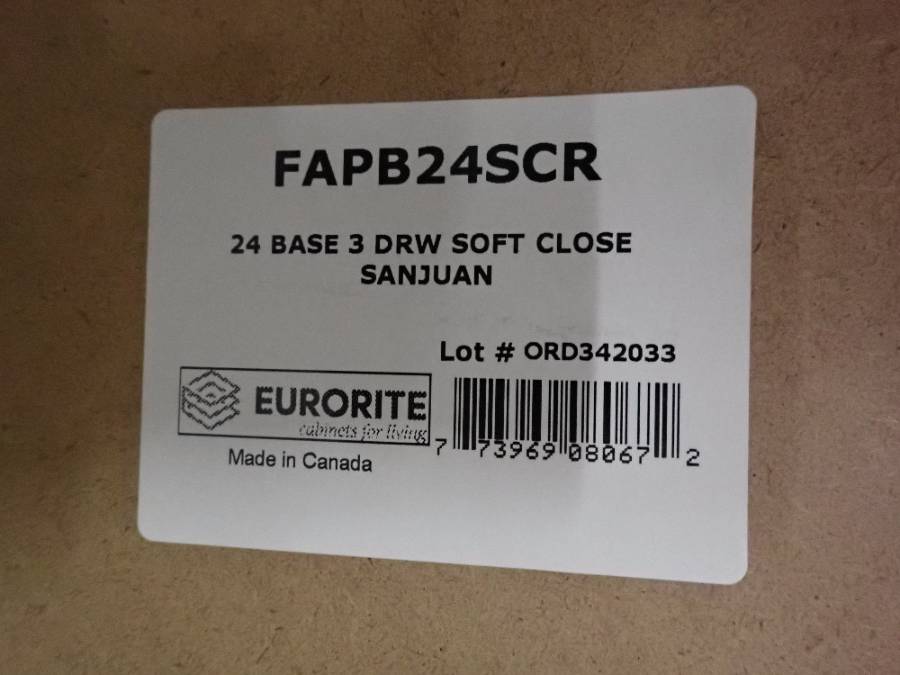 FAPB24SCR
24 BASE 3 DRW SOFT CLOSE
SANJUAN
Lot # ORD342033
EURORITE
cabinets for living
Made in Canada
7 73969 08067 2